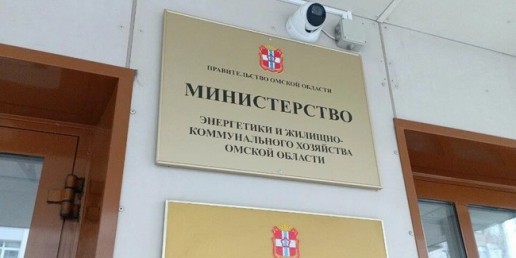 ПРАВИТЕЛЬСТВО ОМСКОЙ ОБЛАСТИ
МИНИСТЕРСТВО
ЭНЕРГЕТИКИ И ЖИЛИЩНО-
КОММУНАЛЬНОГО ХОЗЯЙСТВА
ОМСКОЙ ОБЛАСТИ